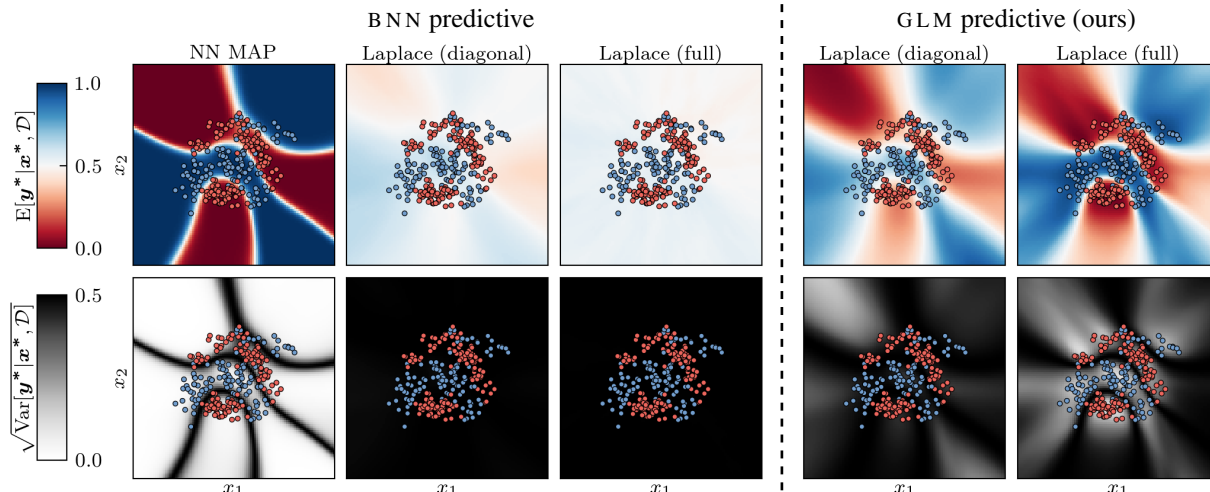 BNN predictive
GLM predictive (ours)
NN MAP
Laplace (diagonal)
Laplace (full)
Laplace (diagonal)
Laplace (full)
E[y*|x*, D]
1.0
0.5
0.0
x₂
√Var[y*|x*, D]
0.5
0.0
x₂
x₁
x₁
x₁
x₁
x₁